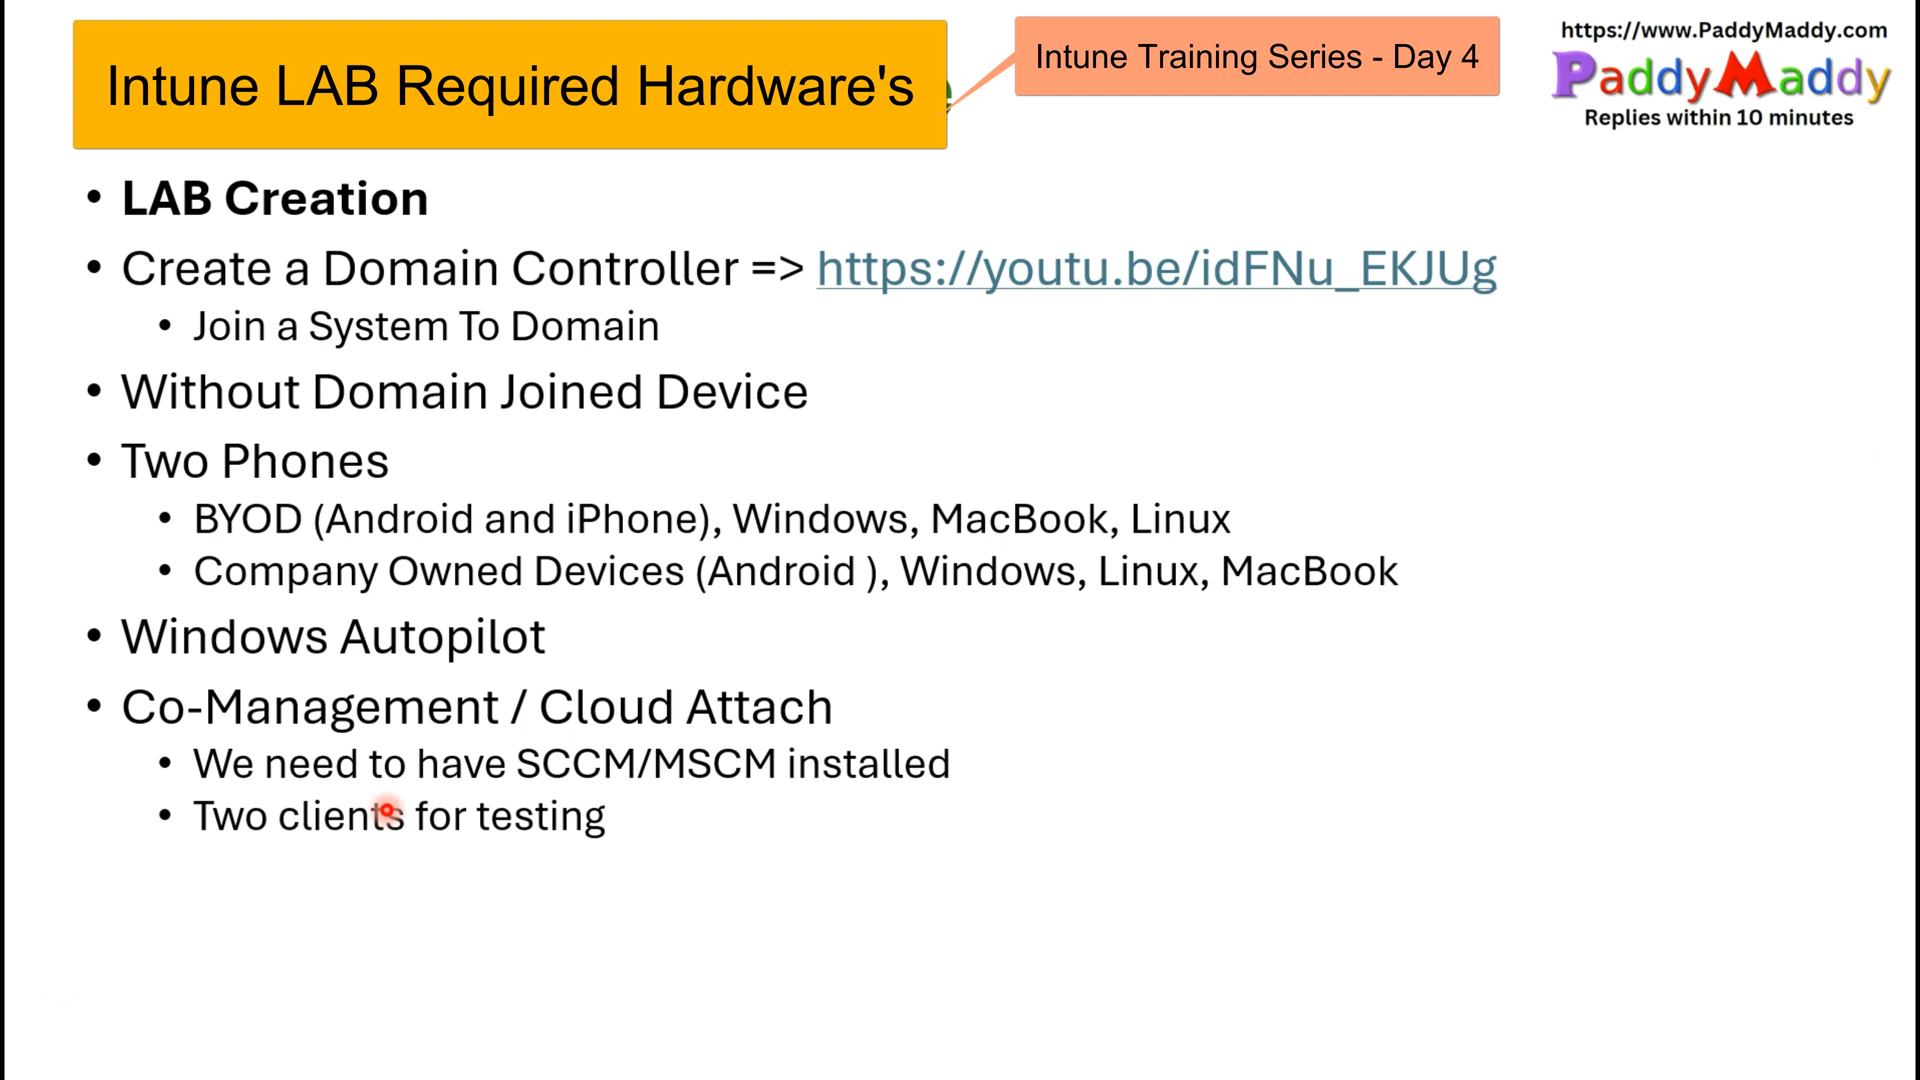 Intune LAB Required Hardware's
Intune Training Series - Day 4
https://www.PaddyMaddy.com
PaddyMaddy
Replies within 10 minutes
• LAB Creation
• Create a Domain Controller => https://youtu.be/idFNu_EKJUg
• Join a System To Domain
• Without Domain Joined Device
• Two Phones
• BYOD (Android and iPhone), Windows, MacBook, Linux
• Company Owned Devices (Android ), Windows, Linux, MacBook
• Windows Autopilot
• Co-Management / Cloud Attach
• We need to have SCCM/MSCM installed
• Two clients for testing